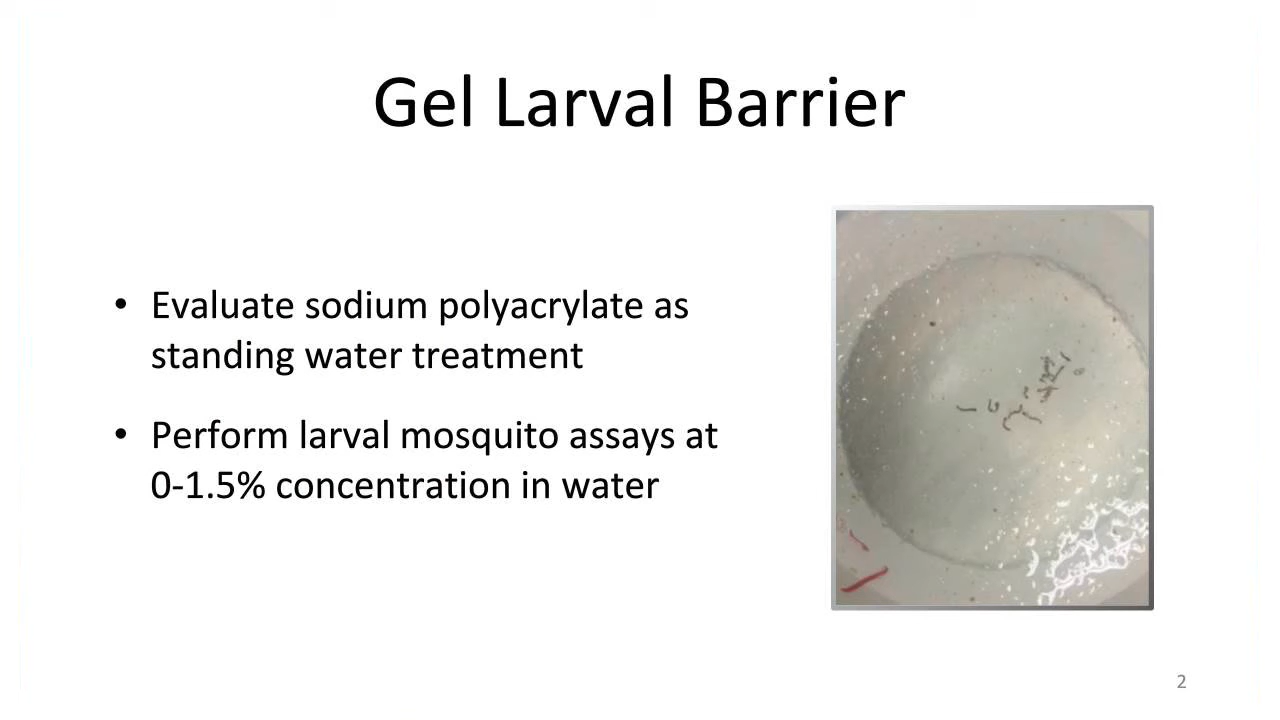 Gel Larval Barrier
• Evaluate sodium polyacrylate as
standing water treatment
• Perform larval mosquito assays at
0-1.5% concentration in water
2